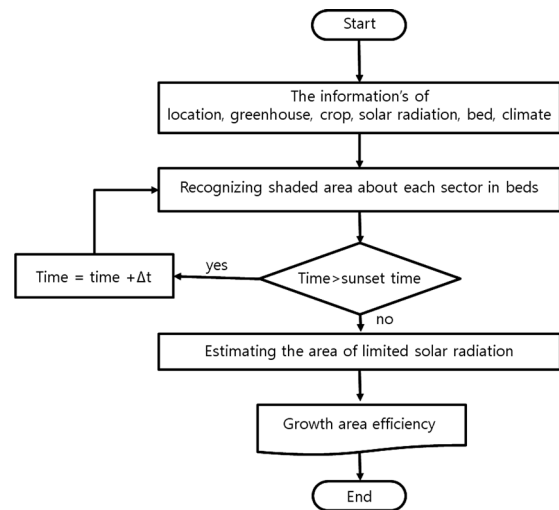 Start
The information's of
location, greenhouse, crop, solar radiation, bed, climate
Recognizing shaded area about each sector in beds
yes
Time = time +Δt
Time>sunset time
no
Estimating the area of limited solar radiation
Growth area efficiency
End